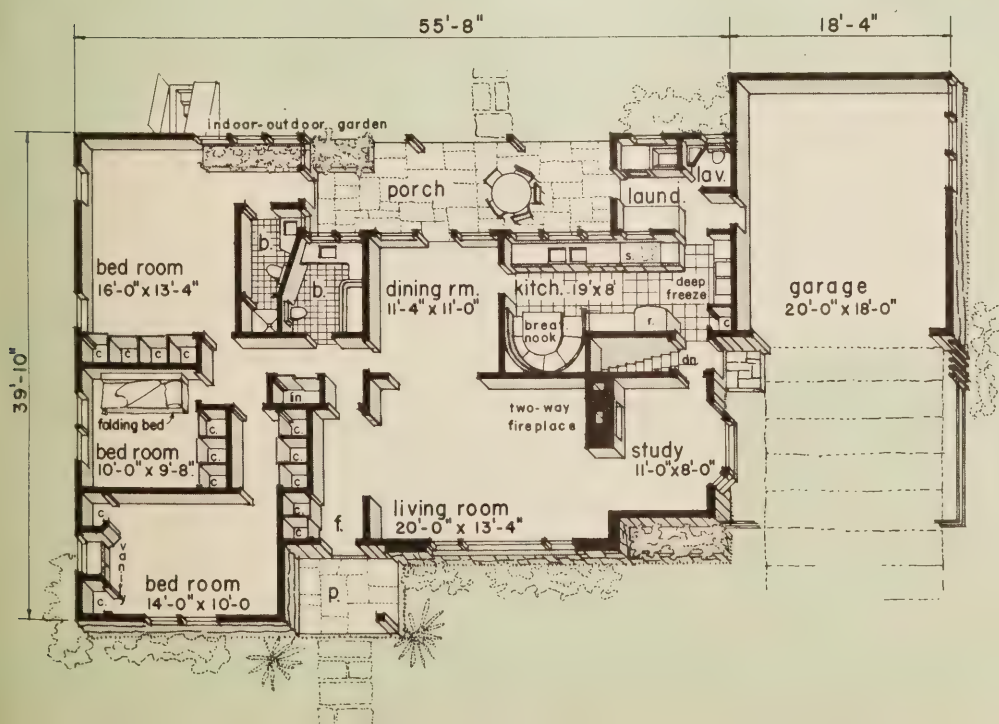 55'-8"
18'-4"
39'-10"
indoor-outdoor garden
porch
laund.
lav.
bed room
16'-0" x 13'-4"
b.
b.
dining rm.
11'-4" x 11'-0"
kitch. 19' x 8'
s.
deep
freeze
r.
c
break
nook
dn.
garage
20'-0" x 18'-0"
c c c c
folding bed
bed room
10'-0" x 9'-8"
c.
c.
c
lin
c
c
c
two-way
fireplace
study
11'-0" x 8'-0"
living room
20'-0" x 13'-4"
c
c
f.
c
vanity
c.
bed room
14'-0" x 10'-0
p.